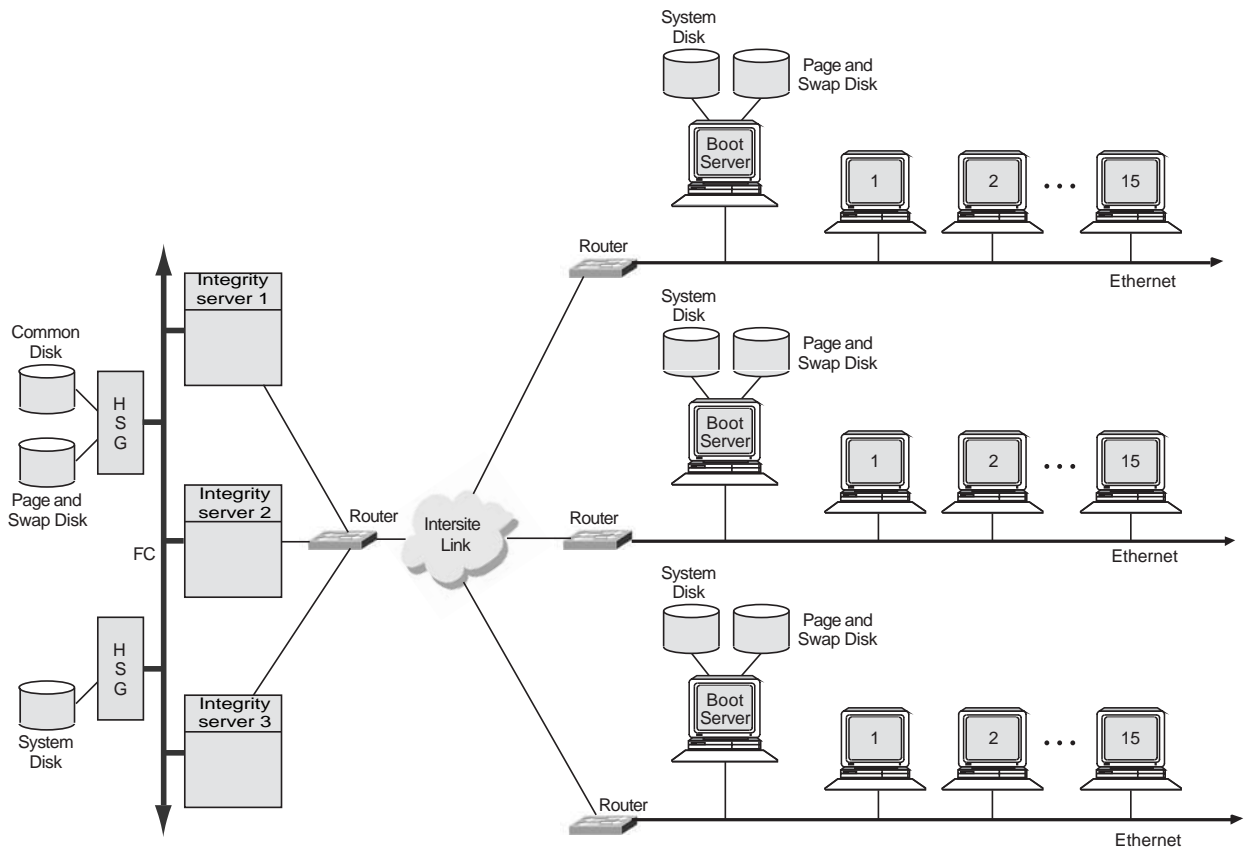 System
Disk
Page and
Swap Disk
Boot
Server
1
2
...
15
Router
Ethernet
Integrity
server 1
Common
Disk
H
S
G
Page and
Swap Disk
FC
Integrity
server 2
Router
Intersite
Link
Router
System
Disk
Page and
Swap Disk
Boot
Server
1
2
...
15
Ethernet
H
S
G
System
Disk
Integrity
server 3
System
Disk
Page and
Swap Disk
Boot
Server
1
2
...
15
Router
Ethernet